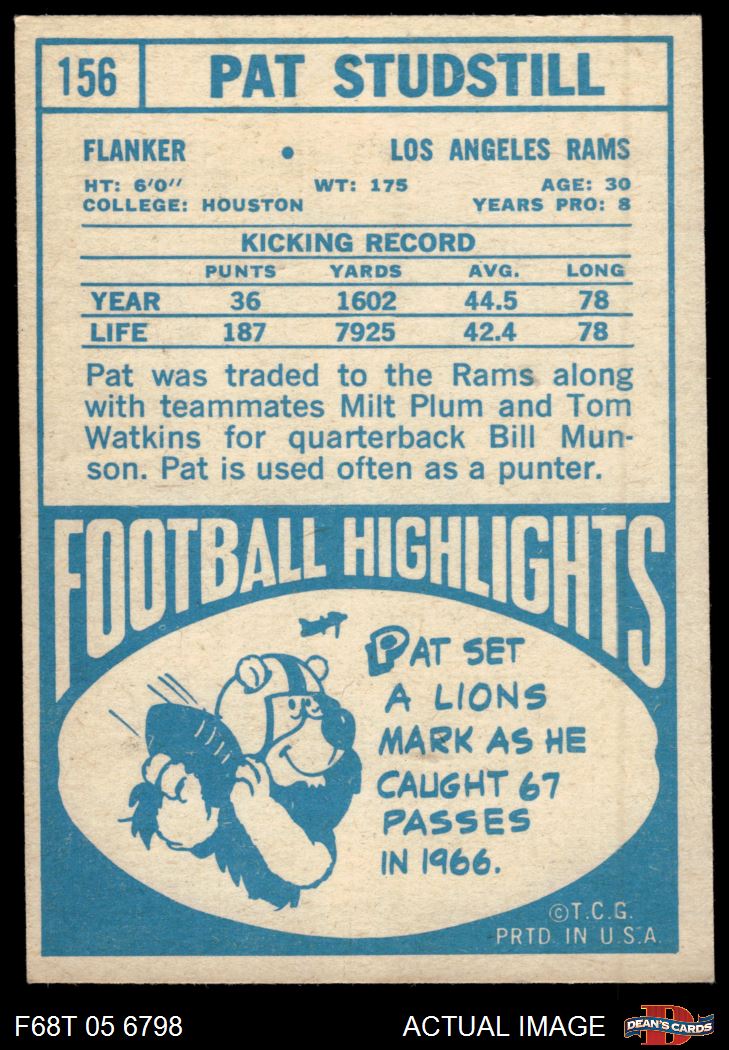 156 PAT STUDSTILL
FLANKER • LOS ANGELES RAMS
HT: 6'0" WT: 175 AGE: 30
COLLEGE: HOUSTON YEARS PRO: 8
KICKING RECORD
PUNTS YARDS AVG. LONG
YEAR 36 1602 44.5 78
LIFE 187 7925 42.4 78
Pat was traded to the Rams along
with teammates Milt Plum and Tom
Watkins for quarterback Bill Mun-
son. Pat is used often as a punter.
FOOTBALL HIGHLIGHTS
PAT SET
A LIONS
MARK AS HE
CAUGHT 67
PASSES
IN 1966.
©T.C.G.
PRTD. IN U.S.A.
F68T 05 6798 ACTUAL IMAGE D DEAN'S CARDS